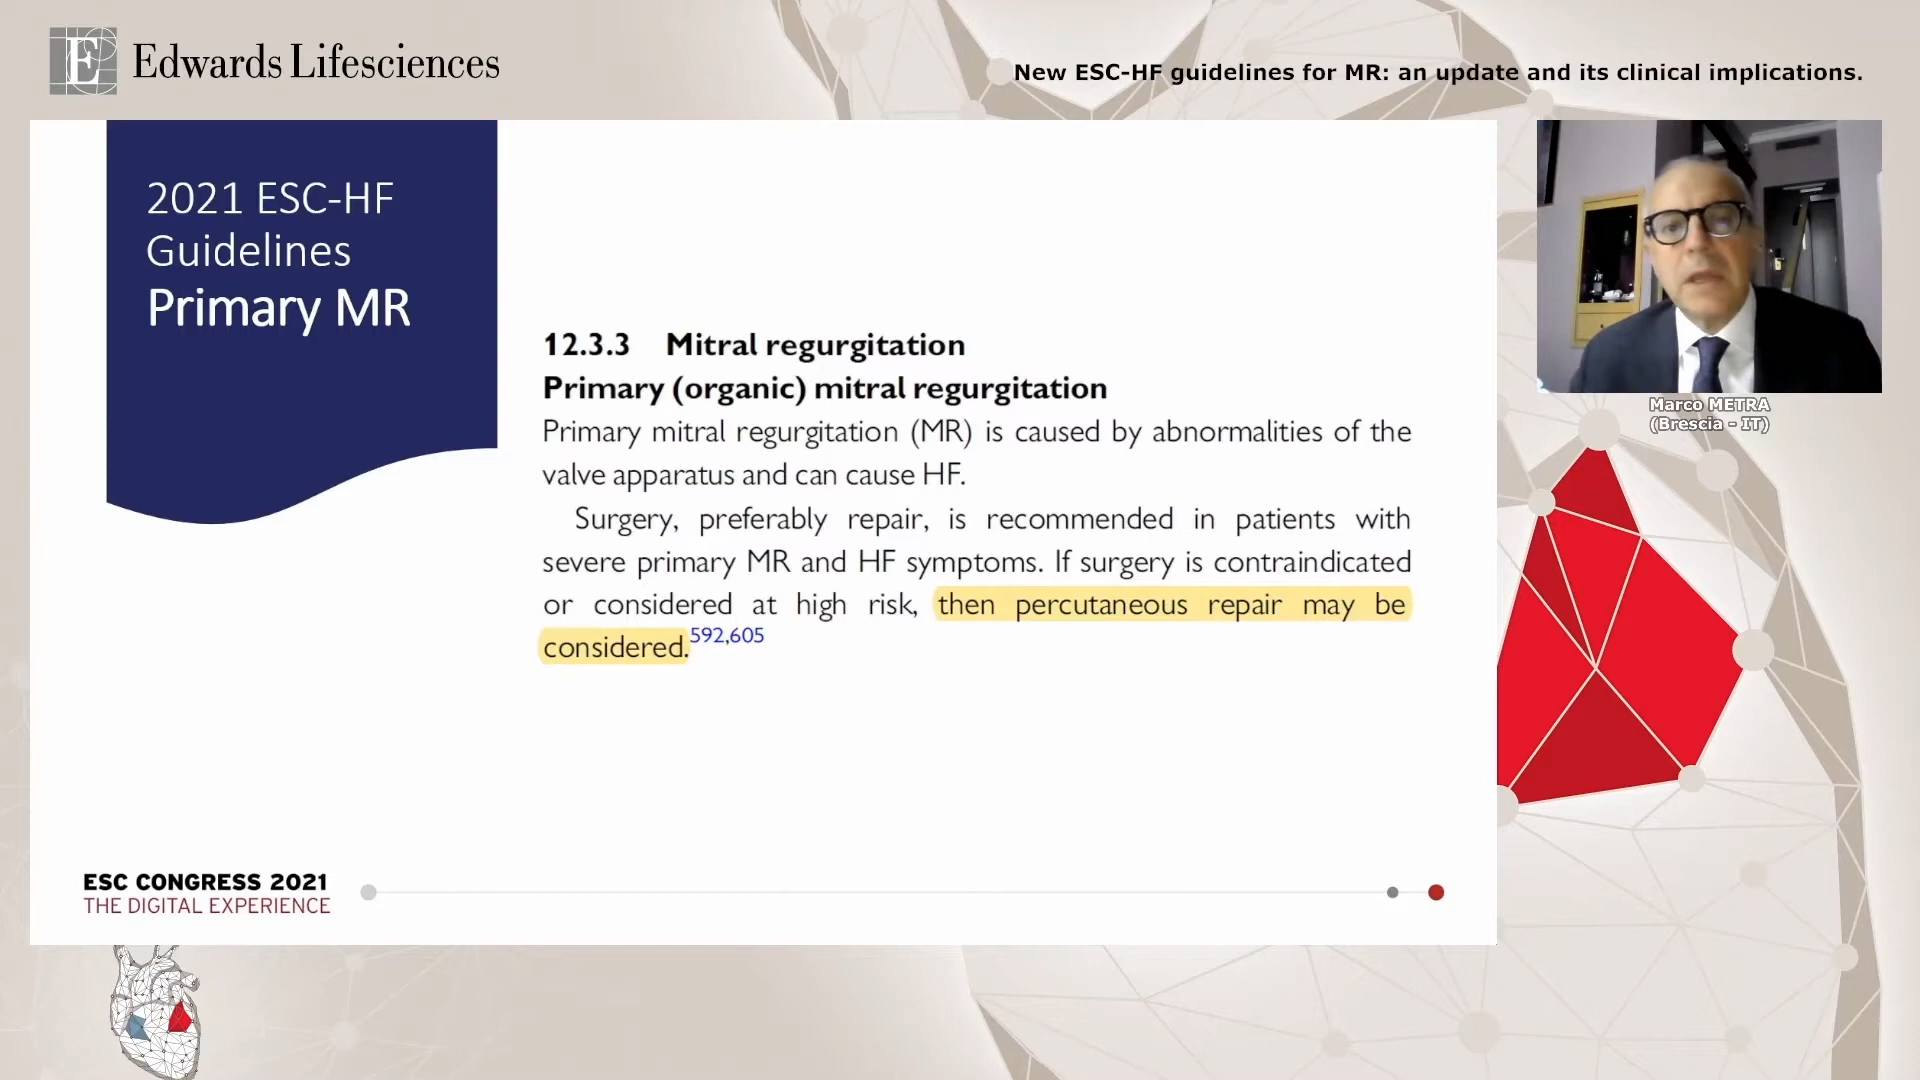 E Edwards Lifesciences
New ESC-HF guidelines for MR: an update and its clinical implications.
2021 ESC-HF
Guidelines
Primary MR
12.3.3 Mitral regurgitation
Primary (organic) mitral regurgitation
Primary mitral regurgitation (MR) is caused by abnormalities of the
valve apparatus and can cause HF.
Surgery, preferably repair, is recommended in patients with
severe primary MR and HF symptoms. If surgery is contraindicated
or considered at high risk, then percutaneous repair may be
considered.592,605
Marco METRA
(Brescia - IT)
ESC CONGRESS 2021
THE DIGITAL EXPERIENCE